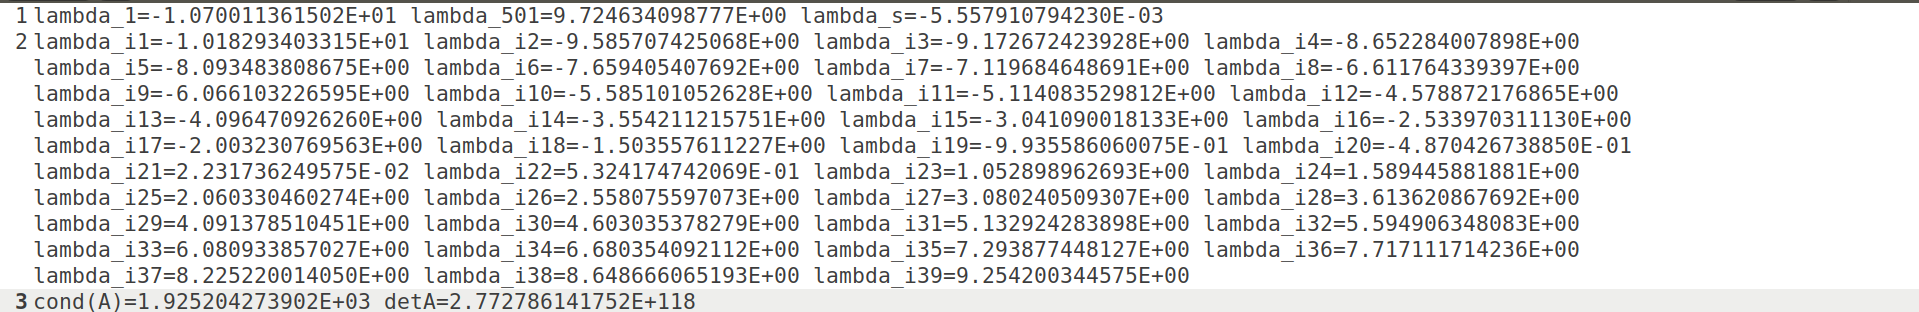 1 lambda_1=-1.070011361502E+01 lambda_501=9.724634098777E+00 lambda_s=-5.557910794230E-03
2 lambda_i1=-1.018293403315E+01 lambda_i2=-9.585707425068E+00 lambda_i3=-9.172672423928E+00 lambda_i4=-8.652284007898E+00
lambda_i5=-8.093483808675E+00 lambda_i6=-7.659405407692E+00 lambda_i7=-7.119684648691E+00 lambda_i8=-6.611764339397E+00
lambda_i9=-6.066103226595E+00 lambda_i10=-5.585101052628E+00 lambda_i11=-5.114083529812E+00 lambda_i12=-4.578872176865E+00
lambda_i13=-4.096470926260E+00 lambda_i14=-3.554211215751E+00 lambda_i15=-3.041090018133E+00 lambda_i16=-2.533970311130E+00
lambda_i17=-2.003230769563E+00 lambda_i18=-1.503557611227E+00 lambda_i19=-9.935586060075E-01 lambda_i20=-4.870426738850E-01
lambda_i21=2.231736249575E-02 lambda_i22=5.324174742069E-01 lambda_i23=1.052898962693E+00 lambda_i24=1.589445881881E+00
lambda_i25=2.060330460274E+00 lambda_i26=2.558075597073E+00 lambda_i27=3.080240509307E+00 lambda_i28=3.613620867692E+00
lambda_i29=4.091378510451E+00 lambda_i30=4.603035378279E+00 lambda_i31=5.132924283898E+00 lambda_i32=5.594906348083E+00
lambda_i33=6.080933857027E+00 lambda_i34=6.680354092112E+00 lambda_i35=7.293877448127E+00 lambda_i36=7.717111714236E+00
lambda_i37=8.225220014050E+00 lambda_i38=8.648666065193E+00 lambda_i39=9.254200344575E+00
3 cond(A)=1.925204273902E+03 detA=2.772786141752E+118